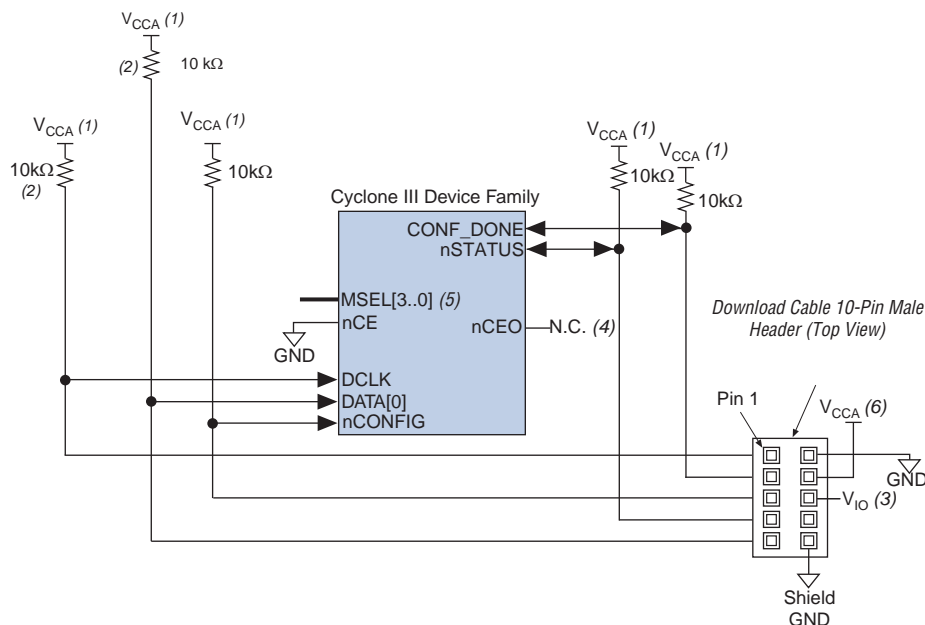 VCCA (1)
(2) 10 kΩ
VCCA (1)
10kΩ
(2)
VCCA (1)
10kΩ
VCCA (1)
10kΩ
VCCA (1)
10kΩ
Cyclone III Device Family
CONF_DONE
nSTATUS
MSEL[3..0] (5)
nCE
GND
nCEO
N.C. (4)
DCLK
DATA[0]
nCONFIG
Download Cable 10-Pin Male
Header (Top View)
Pin 1
VCCA (6)
GND
VIO (3)
Shield
GND